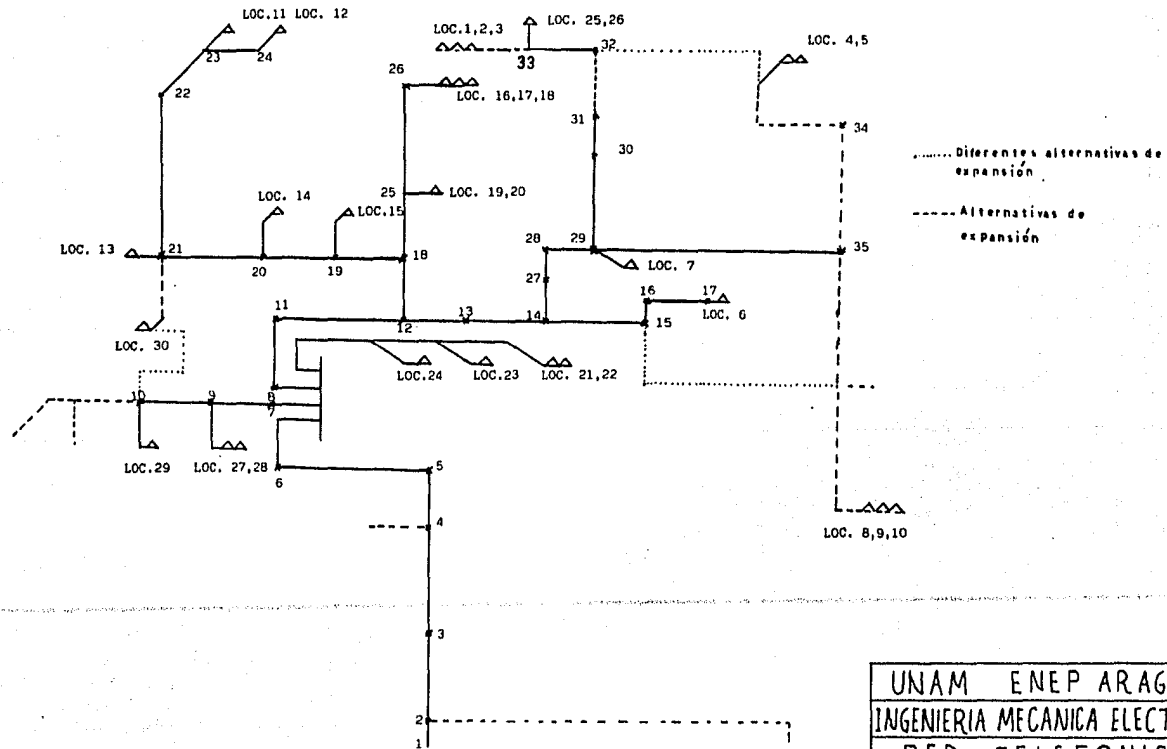 LOC.11 LOC. 12
23
24
22
LOC.1,2,3
LOC. 25,26
33
32
LOC. 4,5
26
LOC. 16,17,18
31
30
34
........ Diferentes alternativas de
expansión
---- Alternativas de
expansión
25
LOC. 19,20
LOC. 14
LOC.15
LOC. 13
21
20
19
18
28
29
LOC. 7
35
27
16
17
LOC. 6
11
12
13
14
15
LOC. 30
LOC.24
LOC.23
LOC. 21,22
10
9
8
7
LOC.29
LOC. 27,28
6
5
4
LOC. 8,9,10
3
2
1
UNAM ENEP ARAG
INGENIERIA MECANICA ELECT